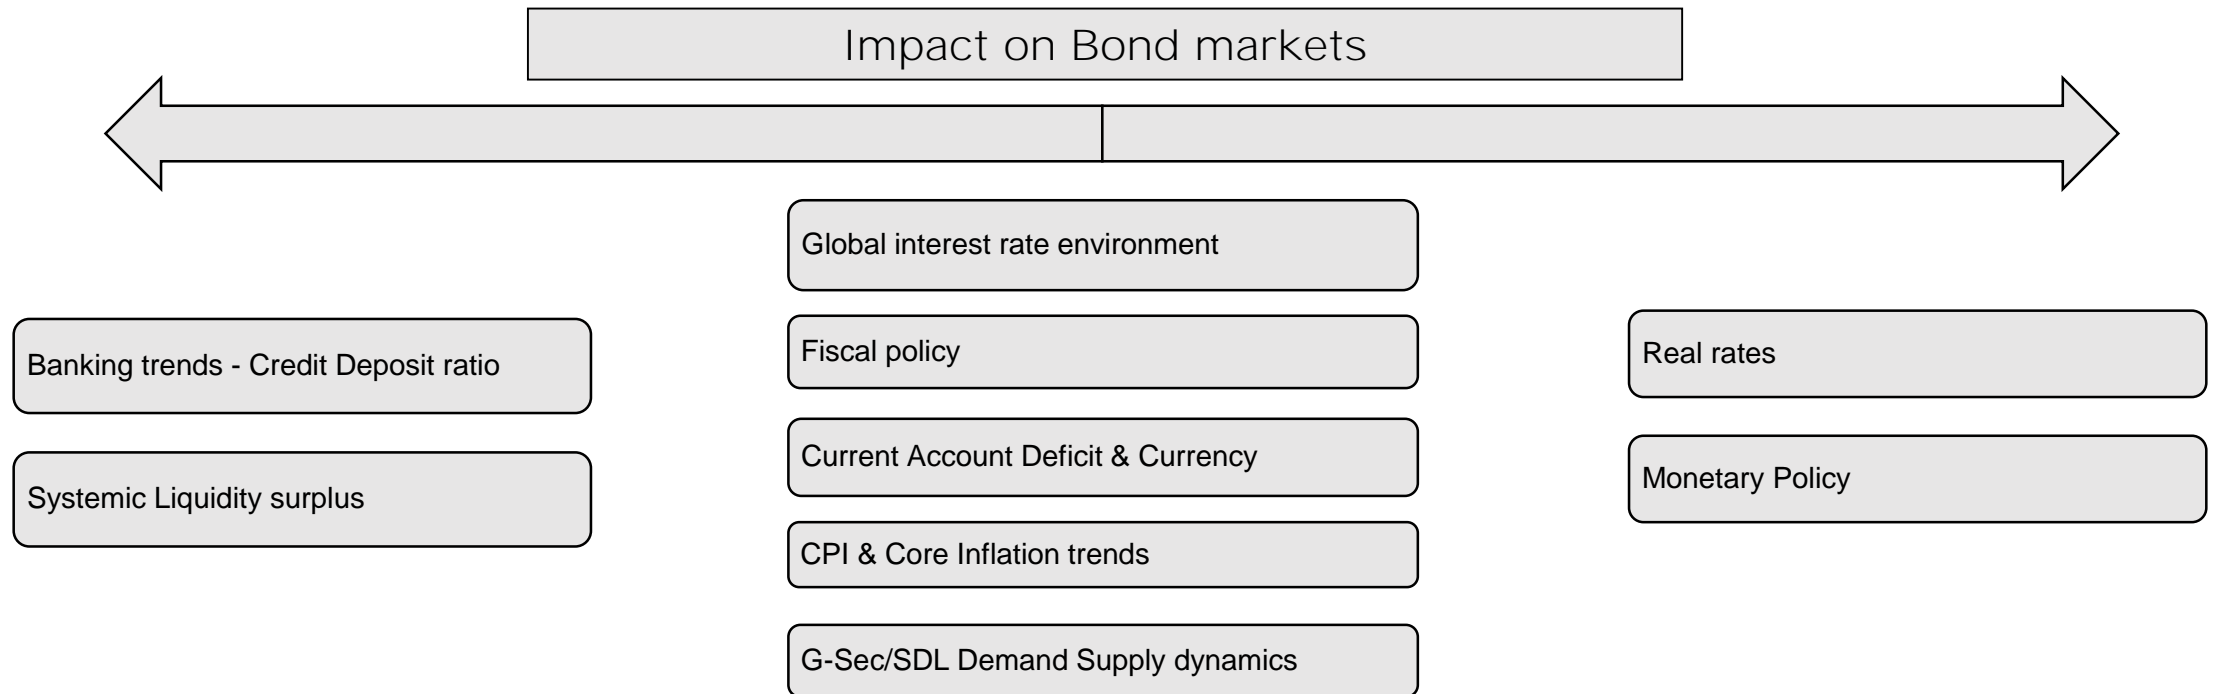 Impact on Bond markets
Global interest rate environment
Banking trends - Credit Deposit ratio
Fiscal policy
Real rates
Systemic Liquidity surplus
Current Account Deficit & Currency
Monetary Policy
CPI & Core Inflation trends
G-Sec/SDL Demand Supply dynamics